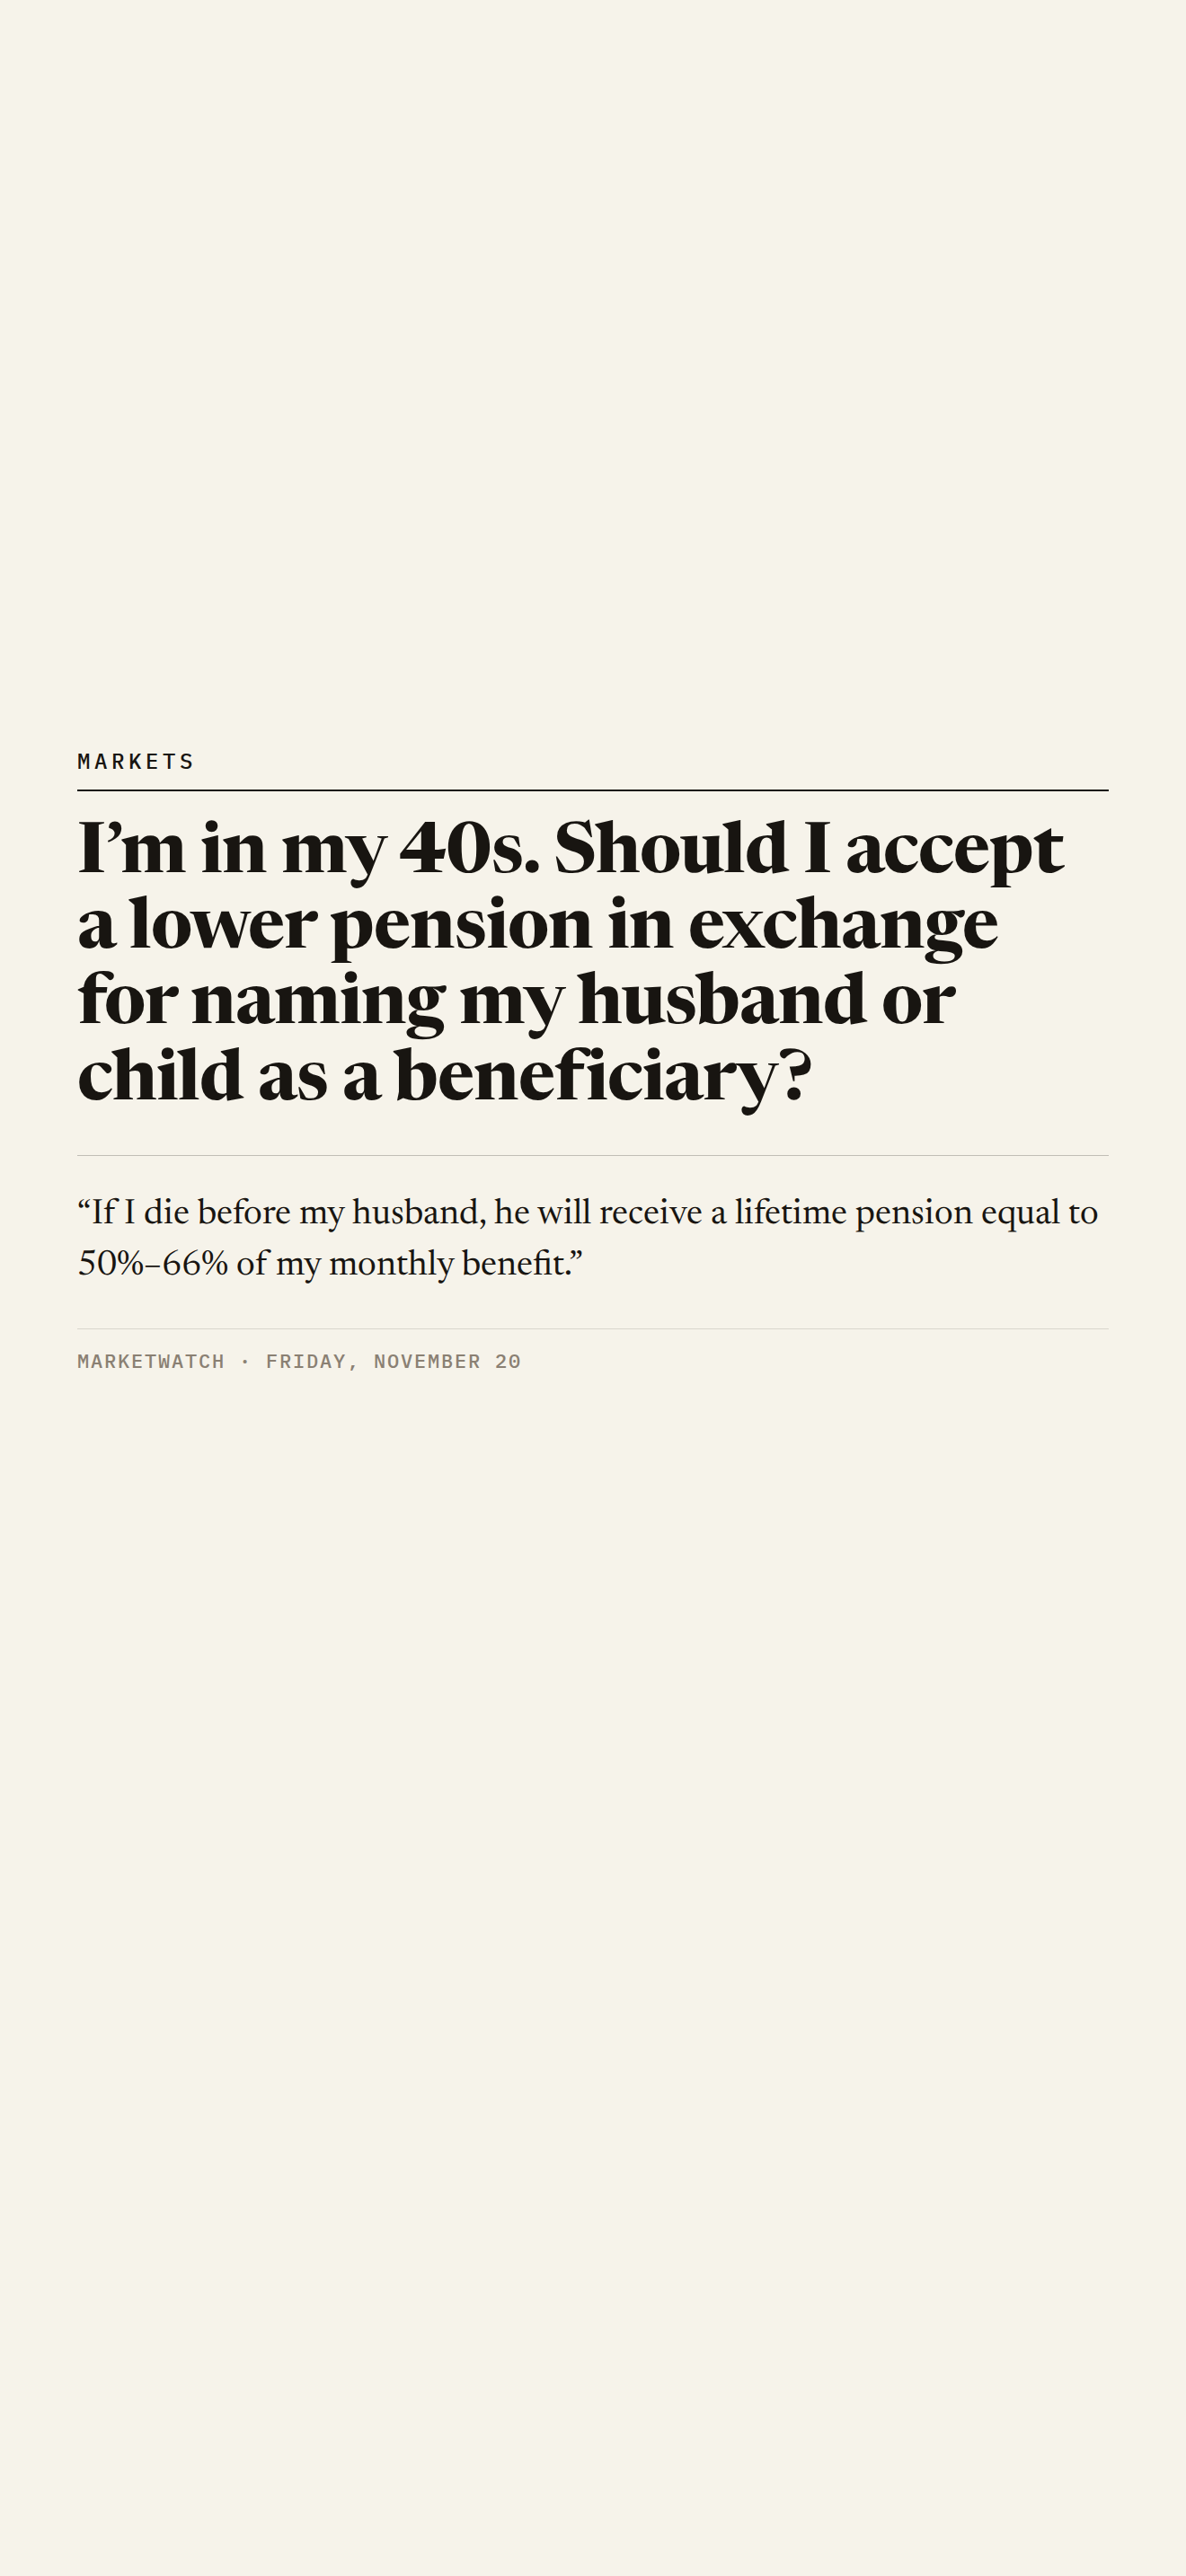 MARKETS
I’m in my 40s. Should I accept
a lower pension in exchange
for naming my husband or
child as a beneficiary?
“If I die before my husband, he will receive a lifetime pension equal to
50%–66% of my monthly benefit.”
MARKETWATCH · FRIDAY, NOVEMBER 20